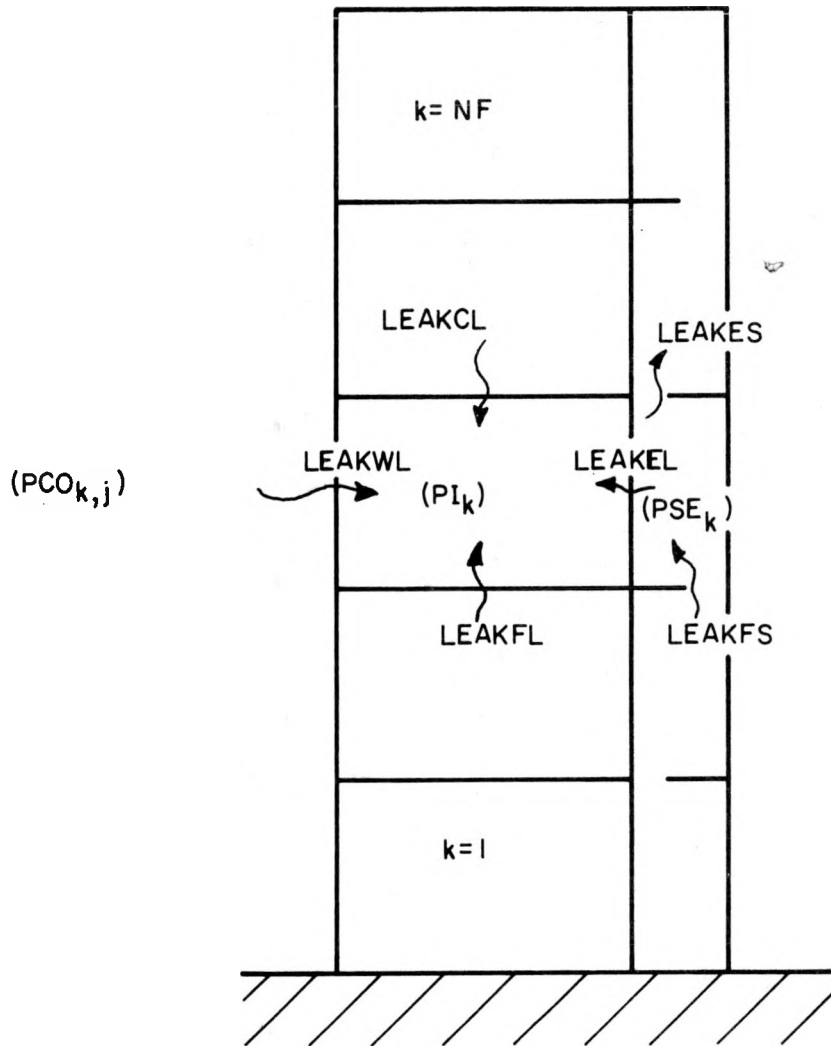 k= NF
LEAKCL
LEAKES
LEAKWL
LEAKEL
(PCOk,j)
(PIk)
(PSEk)
LEAKFL
LEAKFS
k=1